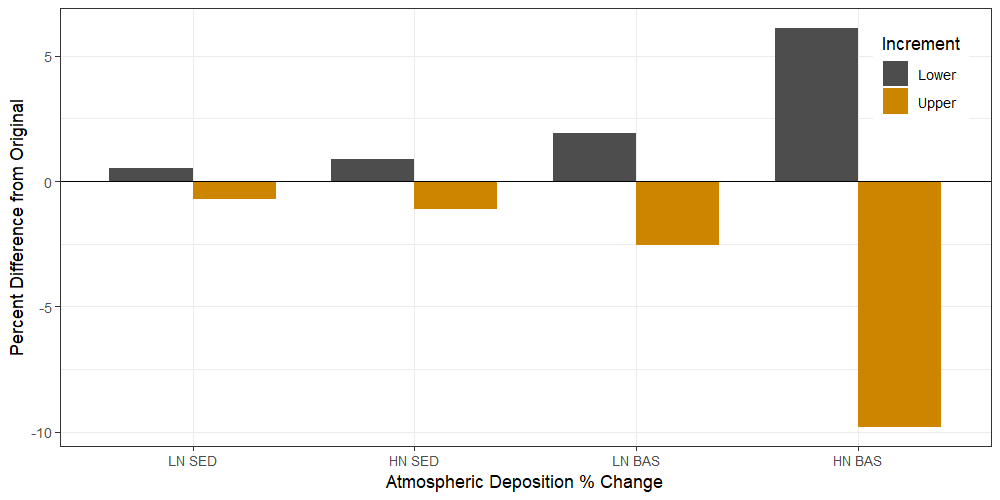 Percent Difference from Original
5
0
-5
-10
Increment
Lower
Upper
LN SED
HN SED
LN BAS
HN BAS
Atmospheric Deposition % Change